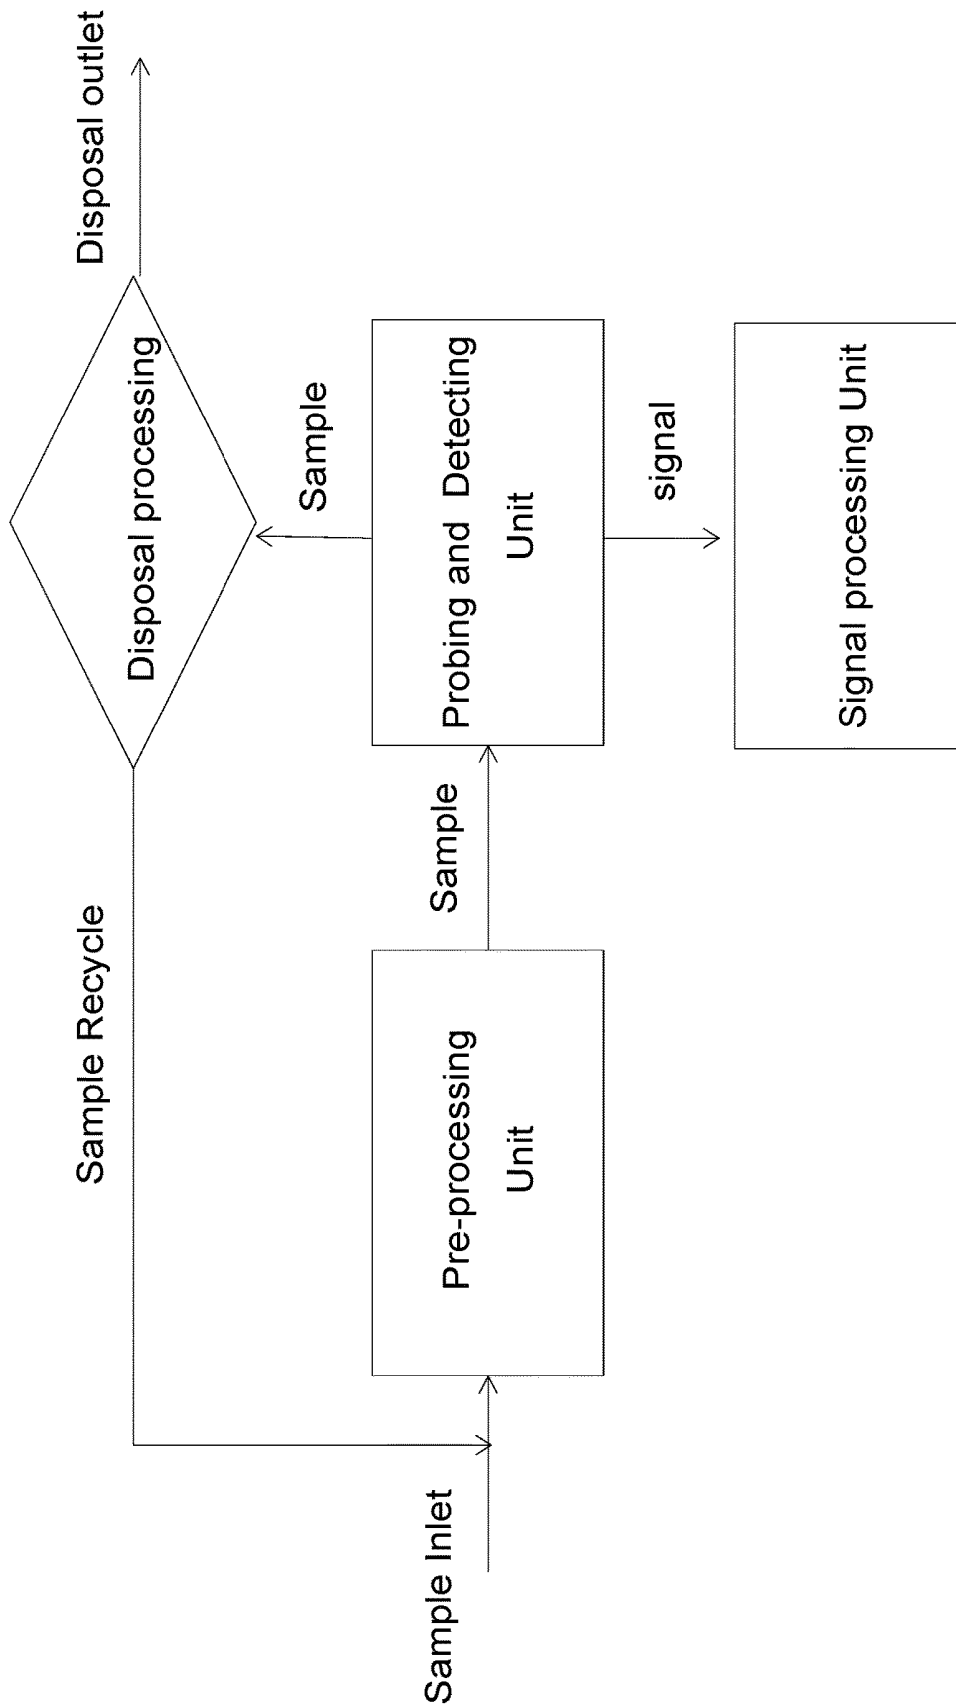 Sample Recycle
Disposal processing
Disposal outlet
Sample
Sample Inlet
Pre-processing
Unit
Sample
Probing and Detecting
Unit
signal
Signal processing Unit